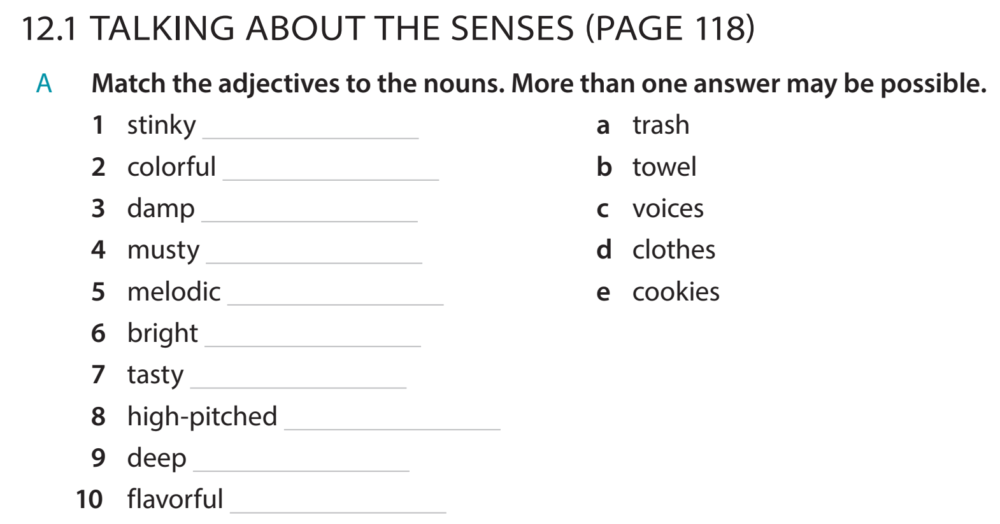 12.1 TALKING ABOUT THE SENSES (PAGE 118)
A Match the adjectives to the nouns. More than one answer may be possible.
1 stinky
2 colorful
3 damp
4 musty
5 melodic
6 bright
7 tasty
8 high-pitched
9 deep
10 flavorful
a trash
b towel
c voices
d clothes
e cookies